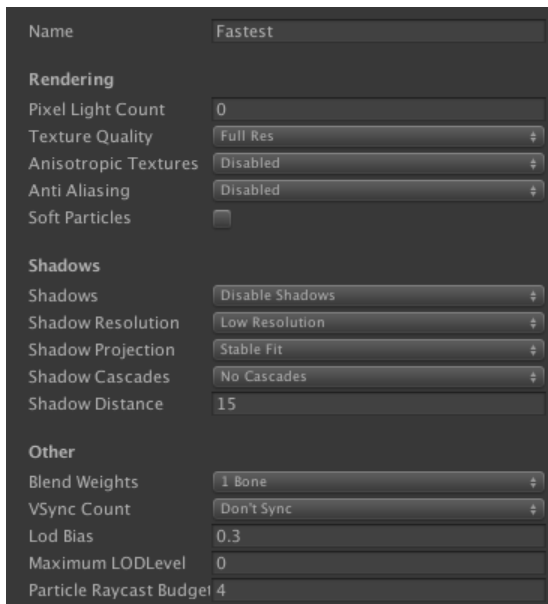 Name Fastest
Rendering
Pixel Light Count 0
Texture Quality Full Res
Anisotropic Textures Disabled
Anti Aliasing Disabled
Soft Particles
Shadows
Shadows Disable Shadows
Shadow Resolution Low Resolution
Shadow Projection Stable Fit
Shadow Cascades No Cascades
Shadow Distance 15
Other
Blend Weights 1 Bone
VSync Count Don't Sync
Lod Bias 0.3
Maximum LODLevel 0
Particle Raycast Budget 4